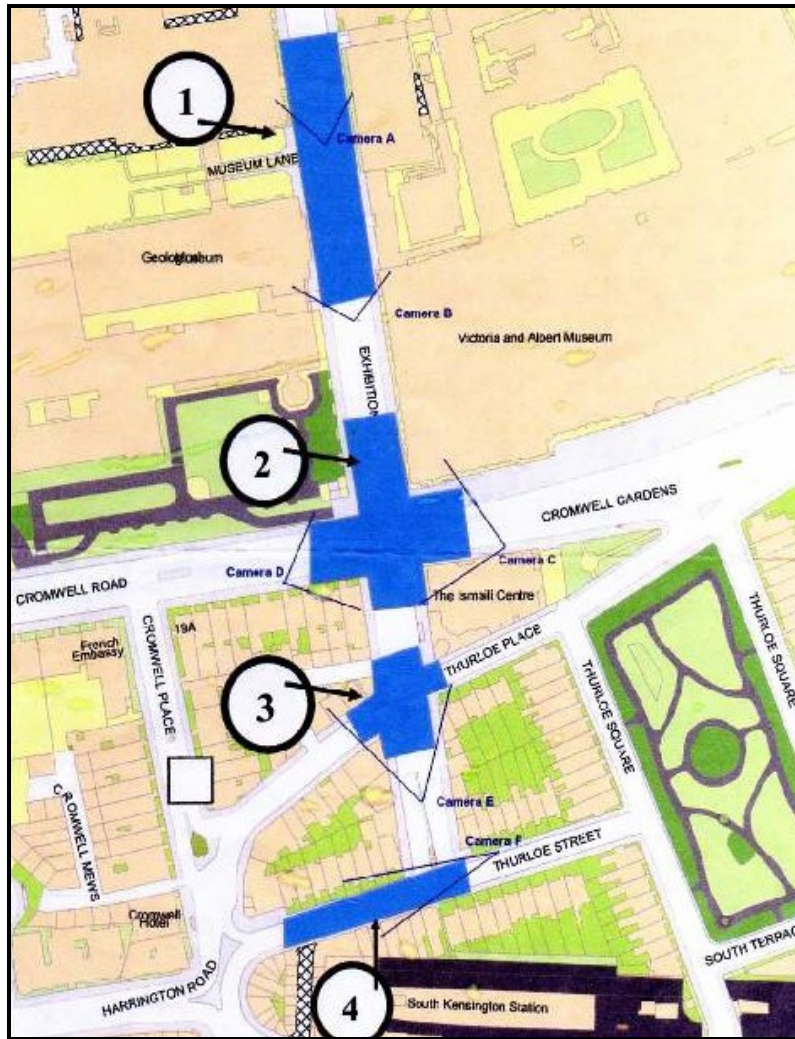 1
Camera A
MUSEUM LANE
Museum
Camera B
Victoria and Albert Museum
EXHIBITION
2
CROMWELL GARDENS
Camera C
Camera D
CROMWELL ROAD
The Ismaili Centre
19A
French
Embassy
CROMWELL PLACE
THURLOE PLACE
THURLOE SQUARE
THURLOE SQUARE
3
Camera E
CROMWELL MEWS
Camera F
THURLOE STREET
Cromwell
Hotel
SOUTH TERRAC
HARRINGTON ROAD
4
South Kensington Station